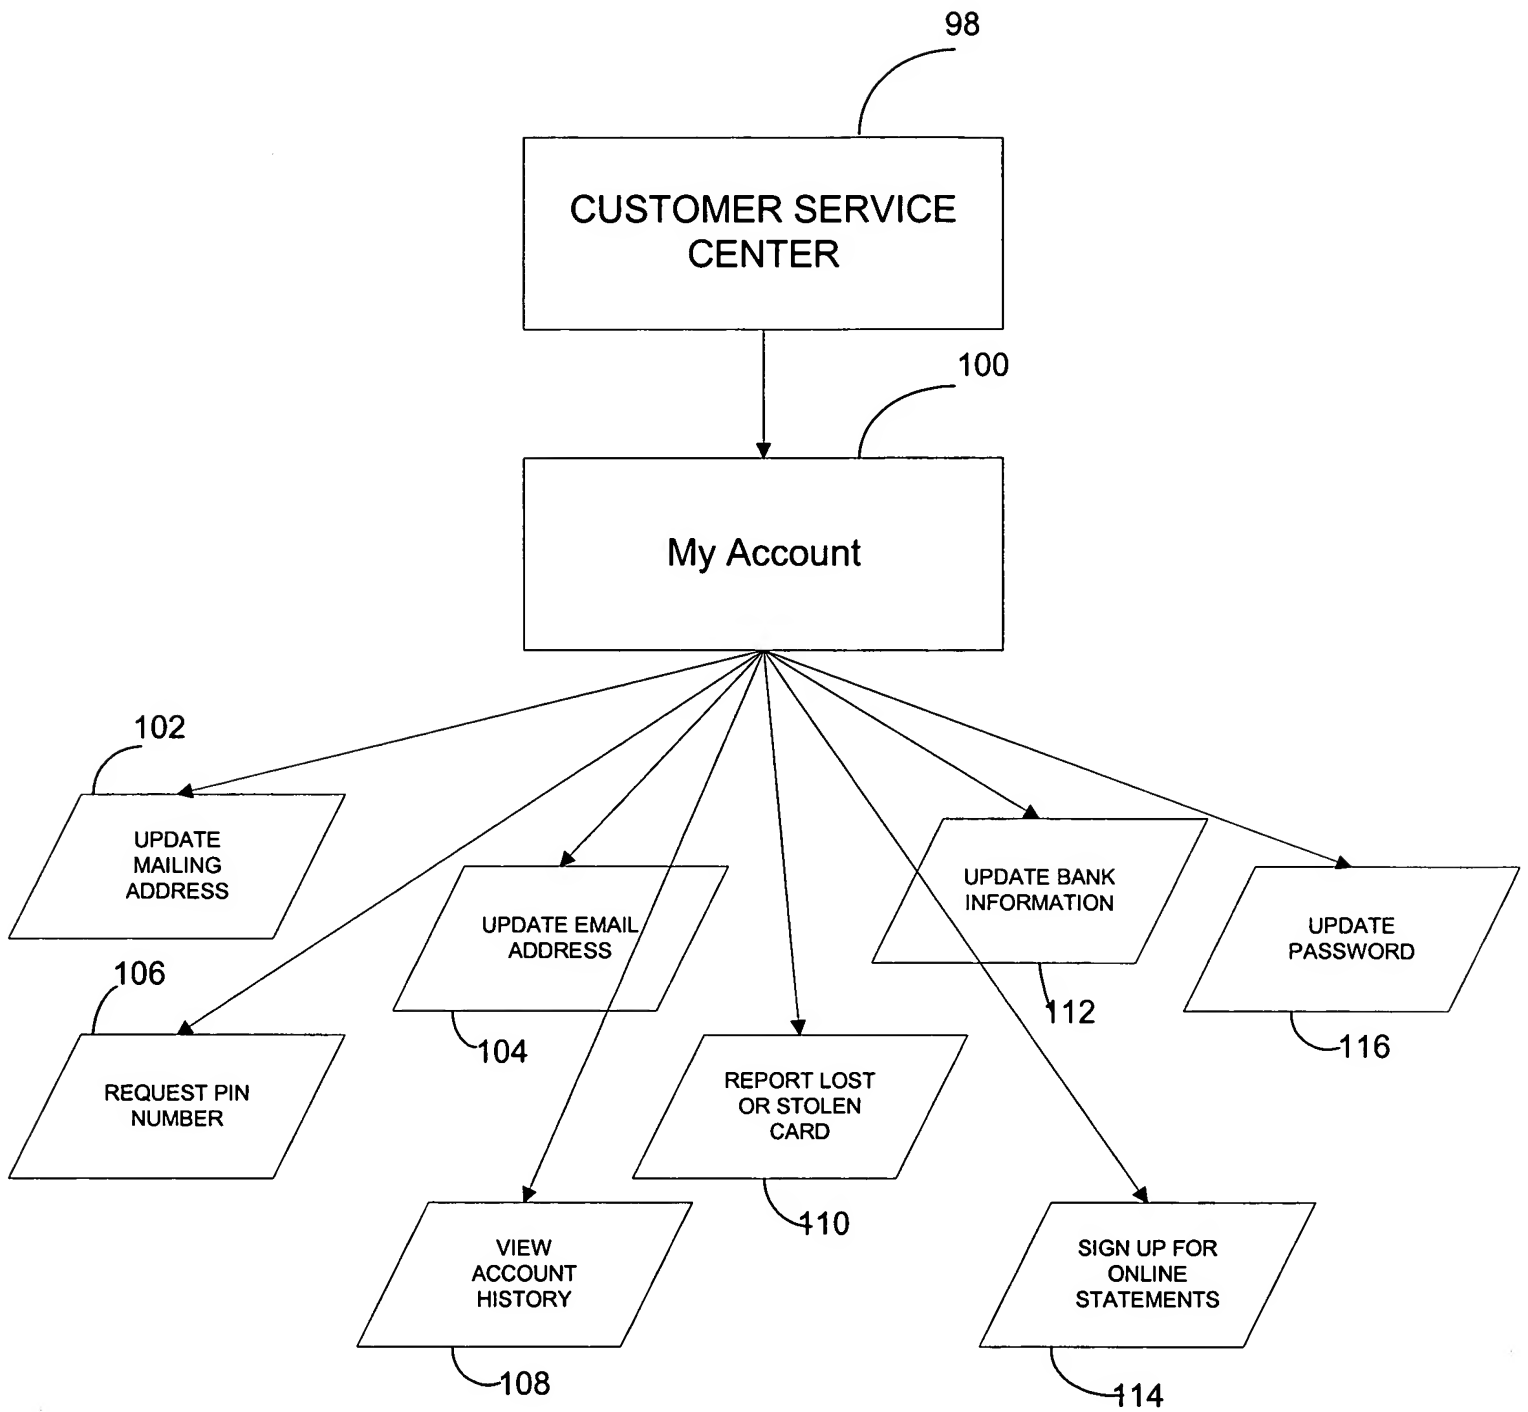 98
CUSTOMER SERVICE
CENTER
100
My Account
102
UPDATE
MAILING
ADDRESS
UPDATE EMAIL
ADDRESS
104
UPDATE BANK
INFORMATION
112
UPDATE
PASSWORD
116
106
REQUEST PIN
NUMBER
REPORT LOST
OR STOLEN
CARD
110
VIEW
ACCOUNT
HISTORY
108
SIGN UP FOR
ONLINE
STATEMENTS
114